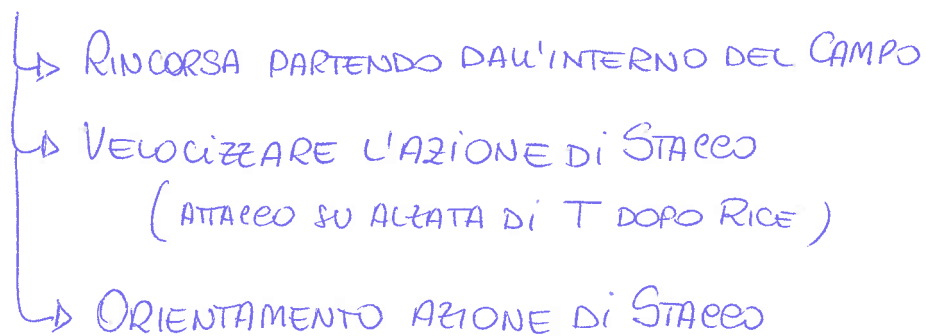 RINCORSA PARTENDO DALL'INTERNO DEL CAMPO
VELOCIZZARE L'AZIONE Di STACCO
(ATTACCO SU ALZATA Di T DOPO RICE)
ORIENTAMENTO AZIONE Di STACCO